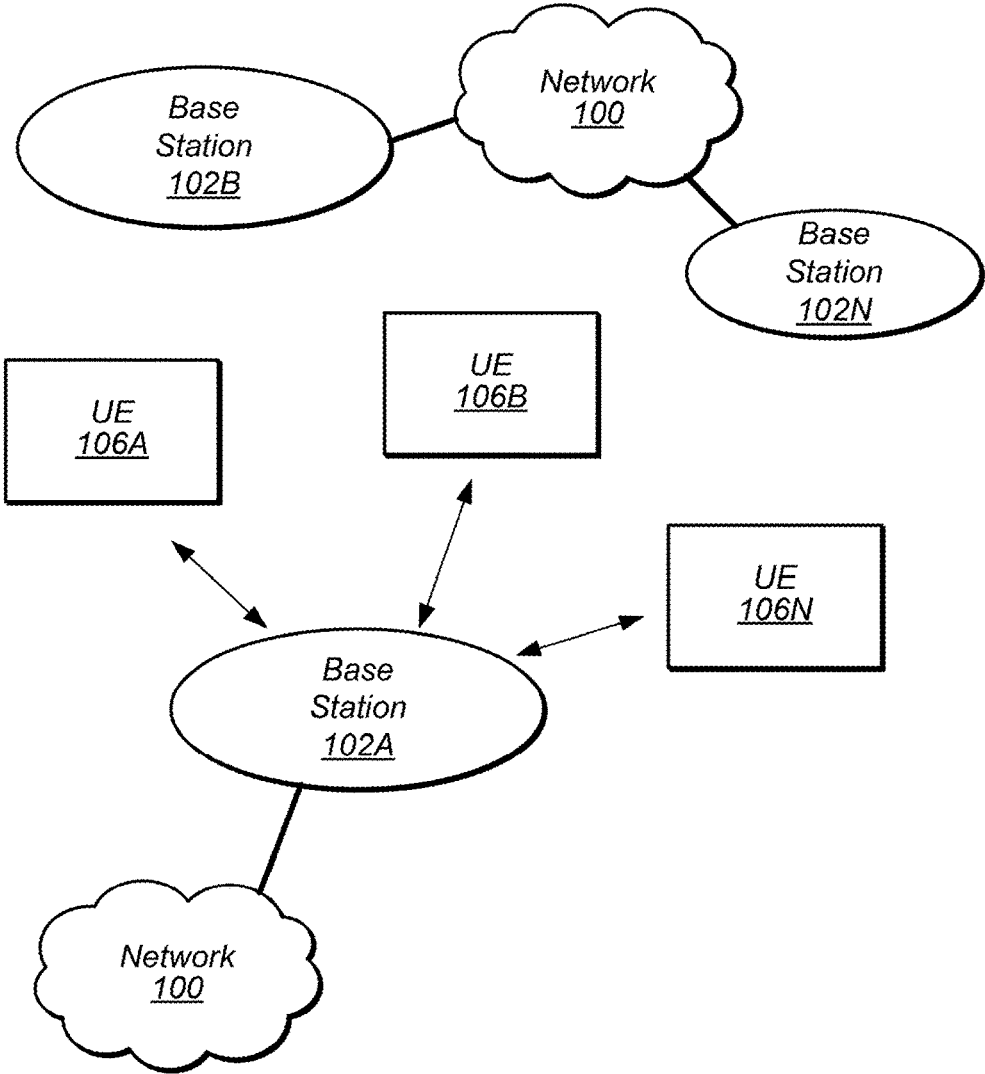 Network
100
Base
Station
102B
Base
Station
102N
UE
106B
UE
106A
UE
106N
Base
Station
102A
Network
100